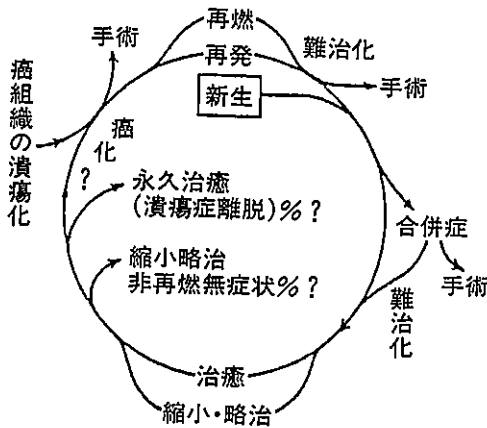 再燃
手術
再発
難治化
新生
手術
癌組織の潰瘍化
癌化?
永久治癒
(潰瘍症離脱)%?
合併症
縮小略治
非再燃無症状%?
手術
難治化
治癒
縮小・略治